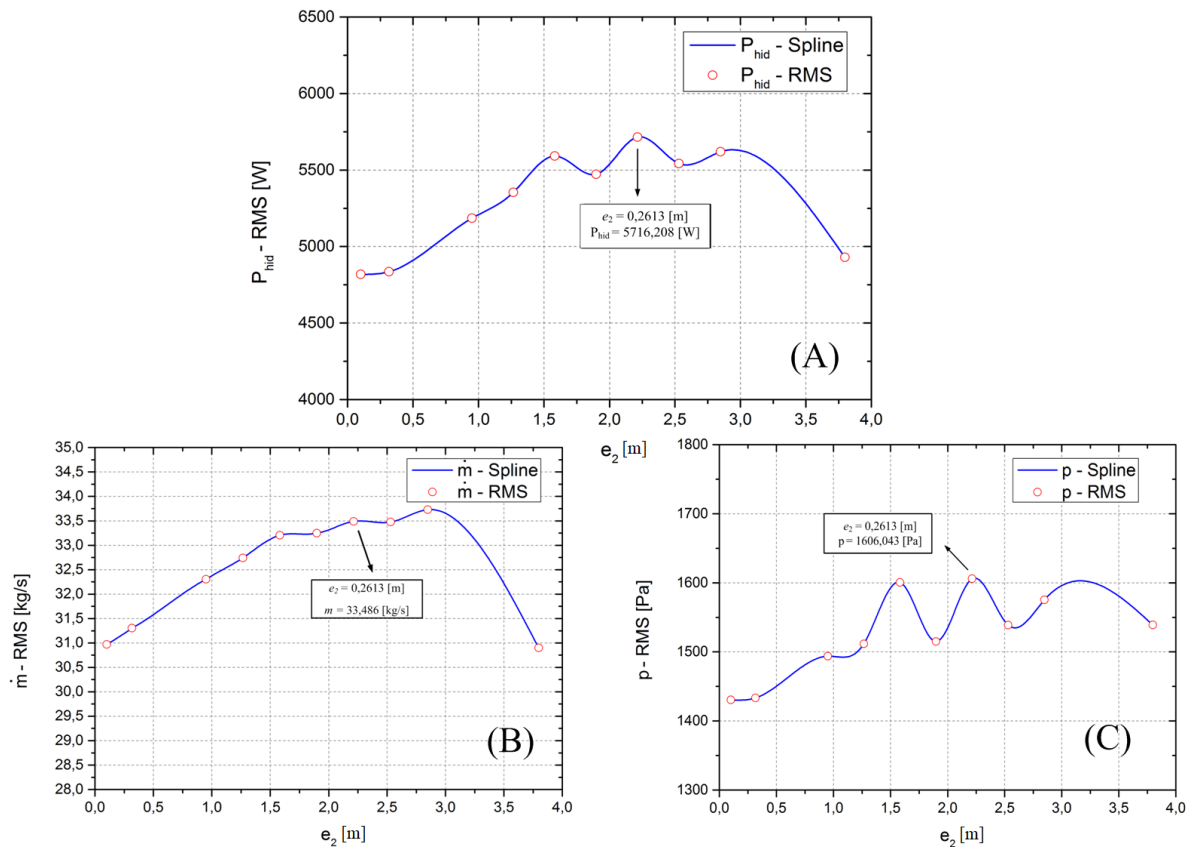 6500
6000
5500
5000
4500
4000
P_hid - RMS [W]
P_hid - Spline
P_hid - RMS
e₂ = 0,2613 [m]
P_hid = 5716,208 [W]
(A)
0,0 0,5 1,0 1,5 2,0 2,5 3,0 3,5 4,0
e₂ [m]
35,0
34,5
34,0
33,5
33,0
32,5
32,0
31,5
31,0
30,5
30,0
29,5
29,0
28,5
28,0
ṁ - RMS [kg/s]
ṁ - Spline
ṁ - RMS
e₂ = 0,2613 [m]
m = 33,486 [kg/s]
(B)
0,0 0,5 1,0 1,5 2,0 2,5 3,0 3,5 4,0
e₂ [m]
1800
1700
1600
1500
1400
1300
p - RMS [Pa]
p - Spline
p - RMS
e₂ = 0,2613 [m]
p = 1606,043 [Pa]
(C)
0,0 0,5 1,0 1,5 2,0 2,5 3,0 3,5 4,0
e₂ [m]